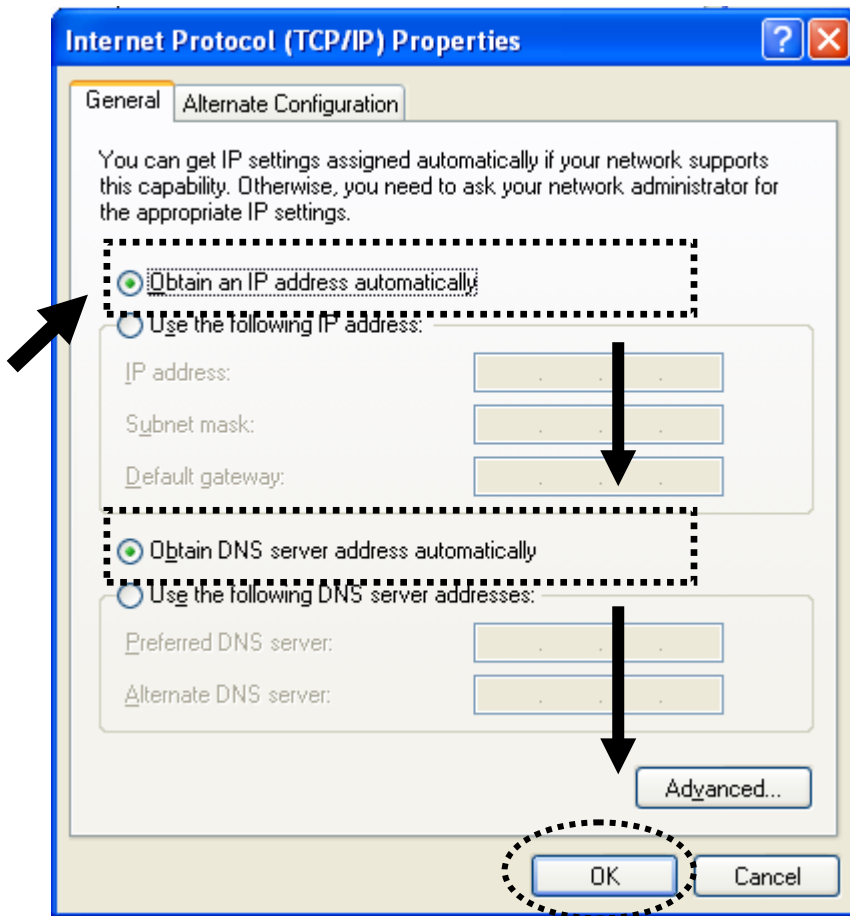 Internet Protocol (TCP/IP) Properties
General
Alternate Configuration
You can get IP settings assigned automatically if your network supports
this capability. Otherwise, you need to ask your network administrator for
the appropriate IP settings.
Obtain an IP address automatically
Use the following IP address:
IP address:
Subnet mask:
Default gateway:
Obtain DNS server address automatically
Use the following DNS server addresses:
Preferred DNS server:
Alternate DNS server:
Advanced...
OK
Cancel